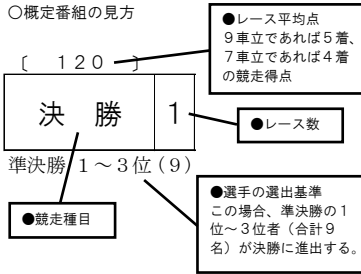 ○概定番組の見方
●レース平均点
9車立であれば5着、
7車立であれば4着
の競走得点
〔 120 〕
決 勝 1
●レース数
準決勝 1~3位(9)
●選手の選出基準
この場合、準決勝の1
位~3位者(合計9
名)が決勝に進出する。
●競走種目